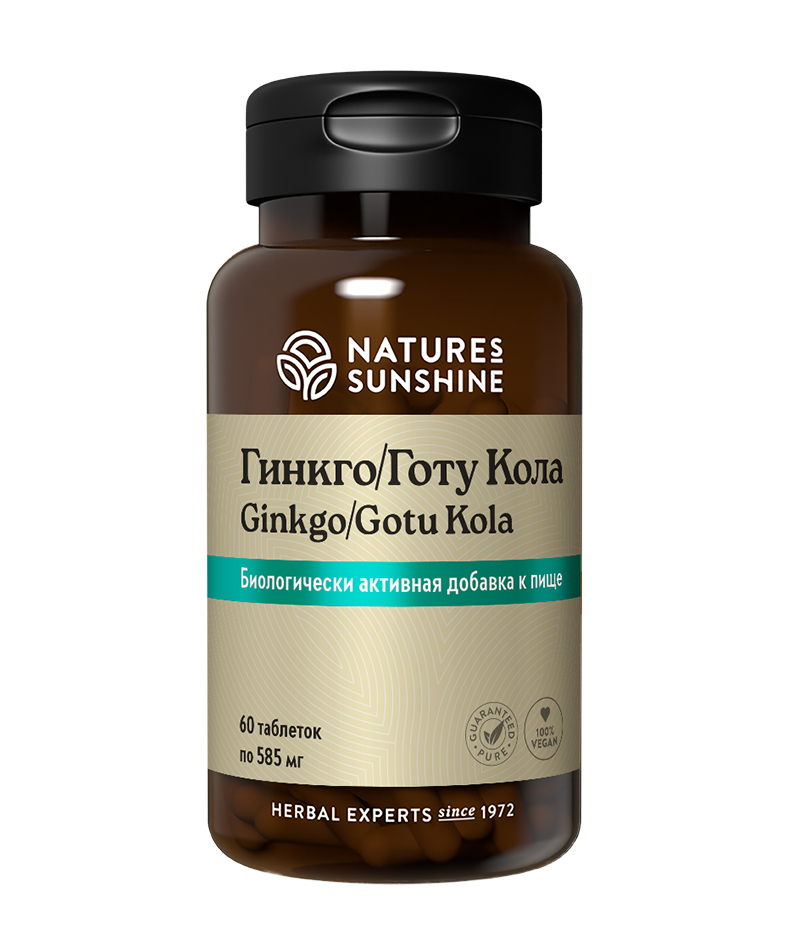 NATURES
SUNSHINE
Гинкго/Готу Кола
Ginkgo/Gotu Kola
Биологически активная добавка к пище
60 таблеток
по 585 мг
GUARANTEED
PURE
100%
VEGAN
HERBAL EXPERTS since 1972